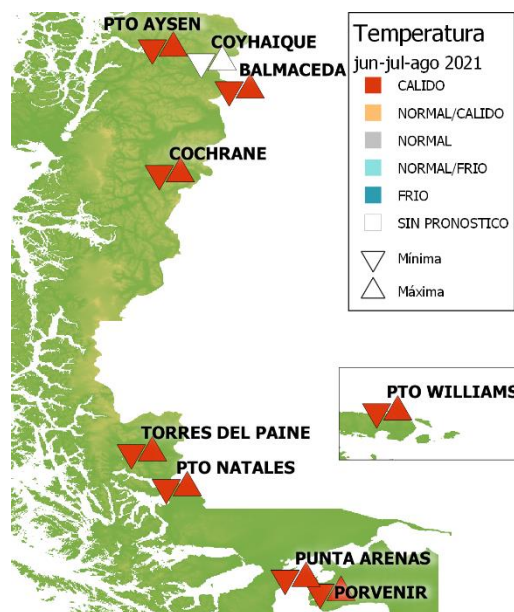 PTO AYSEN
COYHAIQUE
BALMACEDA
COCHRANE
TORRES DEL PAINE
PTO NATALES
PUNTA ARENAS
PORVENIR
PTO WILLIAMS
Temperatura
jun-jul-ago 2021
CALIDO
NORMAL/CALIDO
NORMAL
NORMAL/FRIO
FRIO
SIN PRONOSTICO
Mínima
Máxima